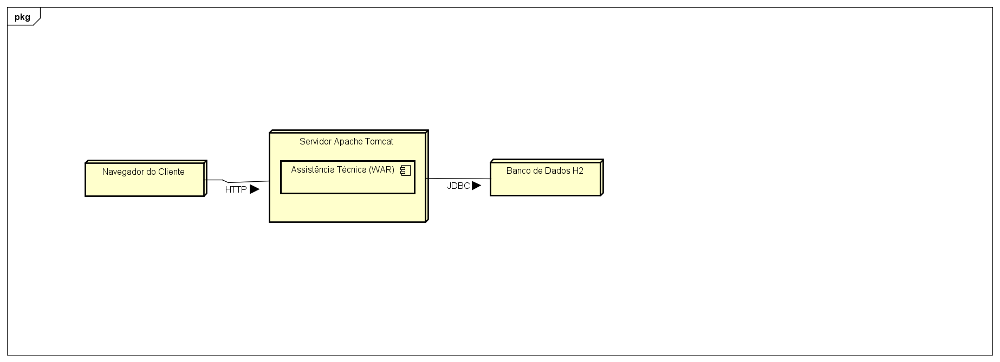 pkg
Servidor Apache Tomcat
Assistência Técnica (WAR)
Navegador do Cliente
Banco de Dados H2
HTTP
JDBC